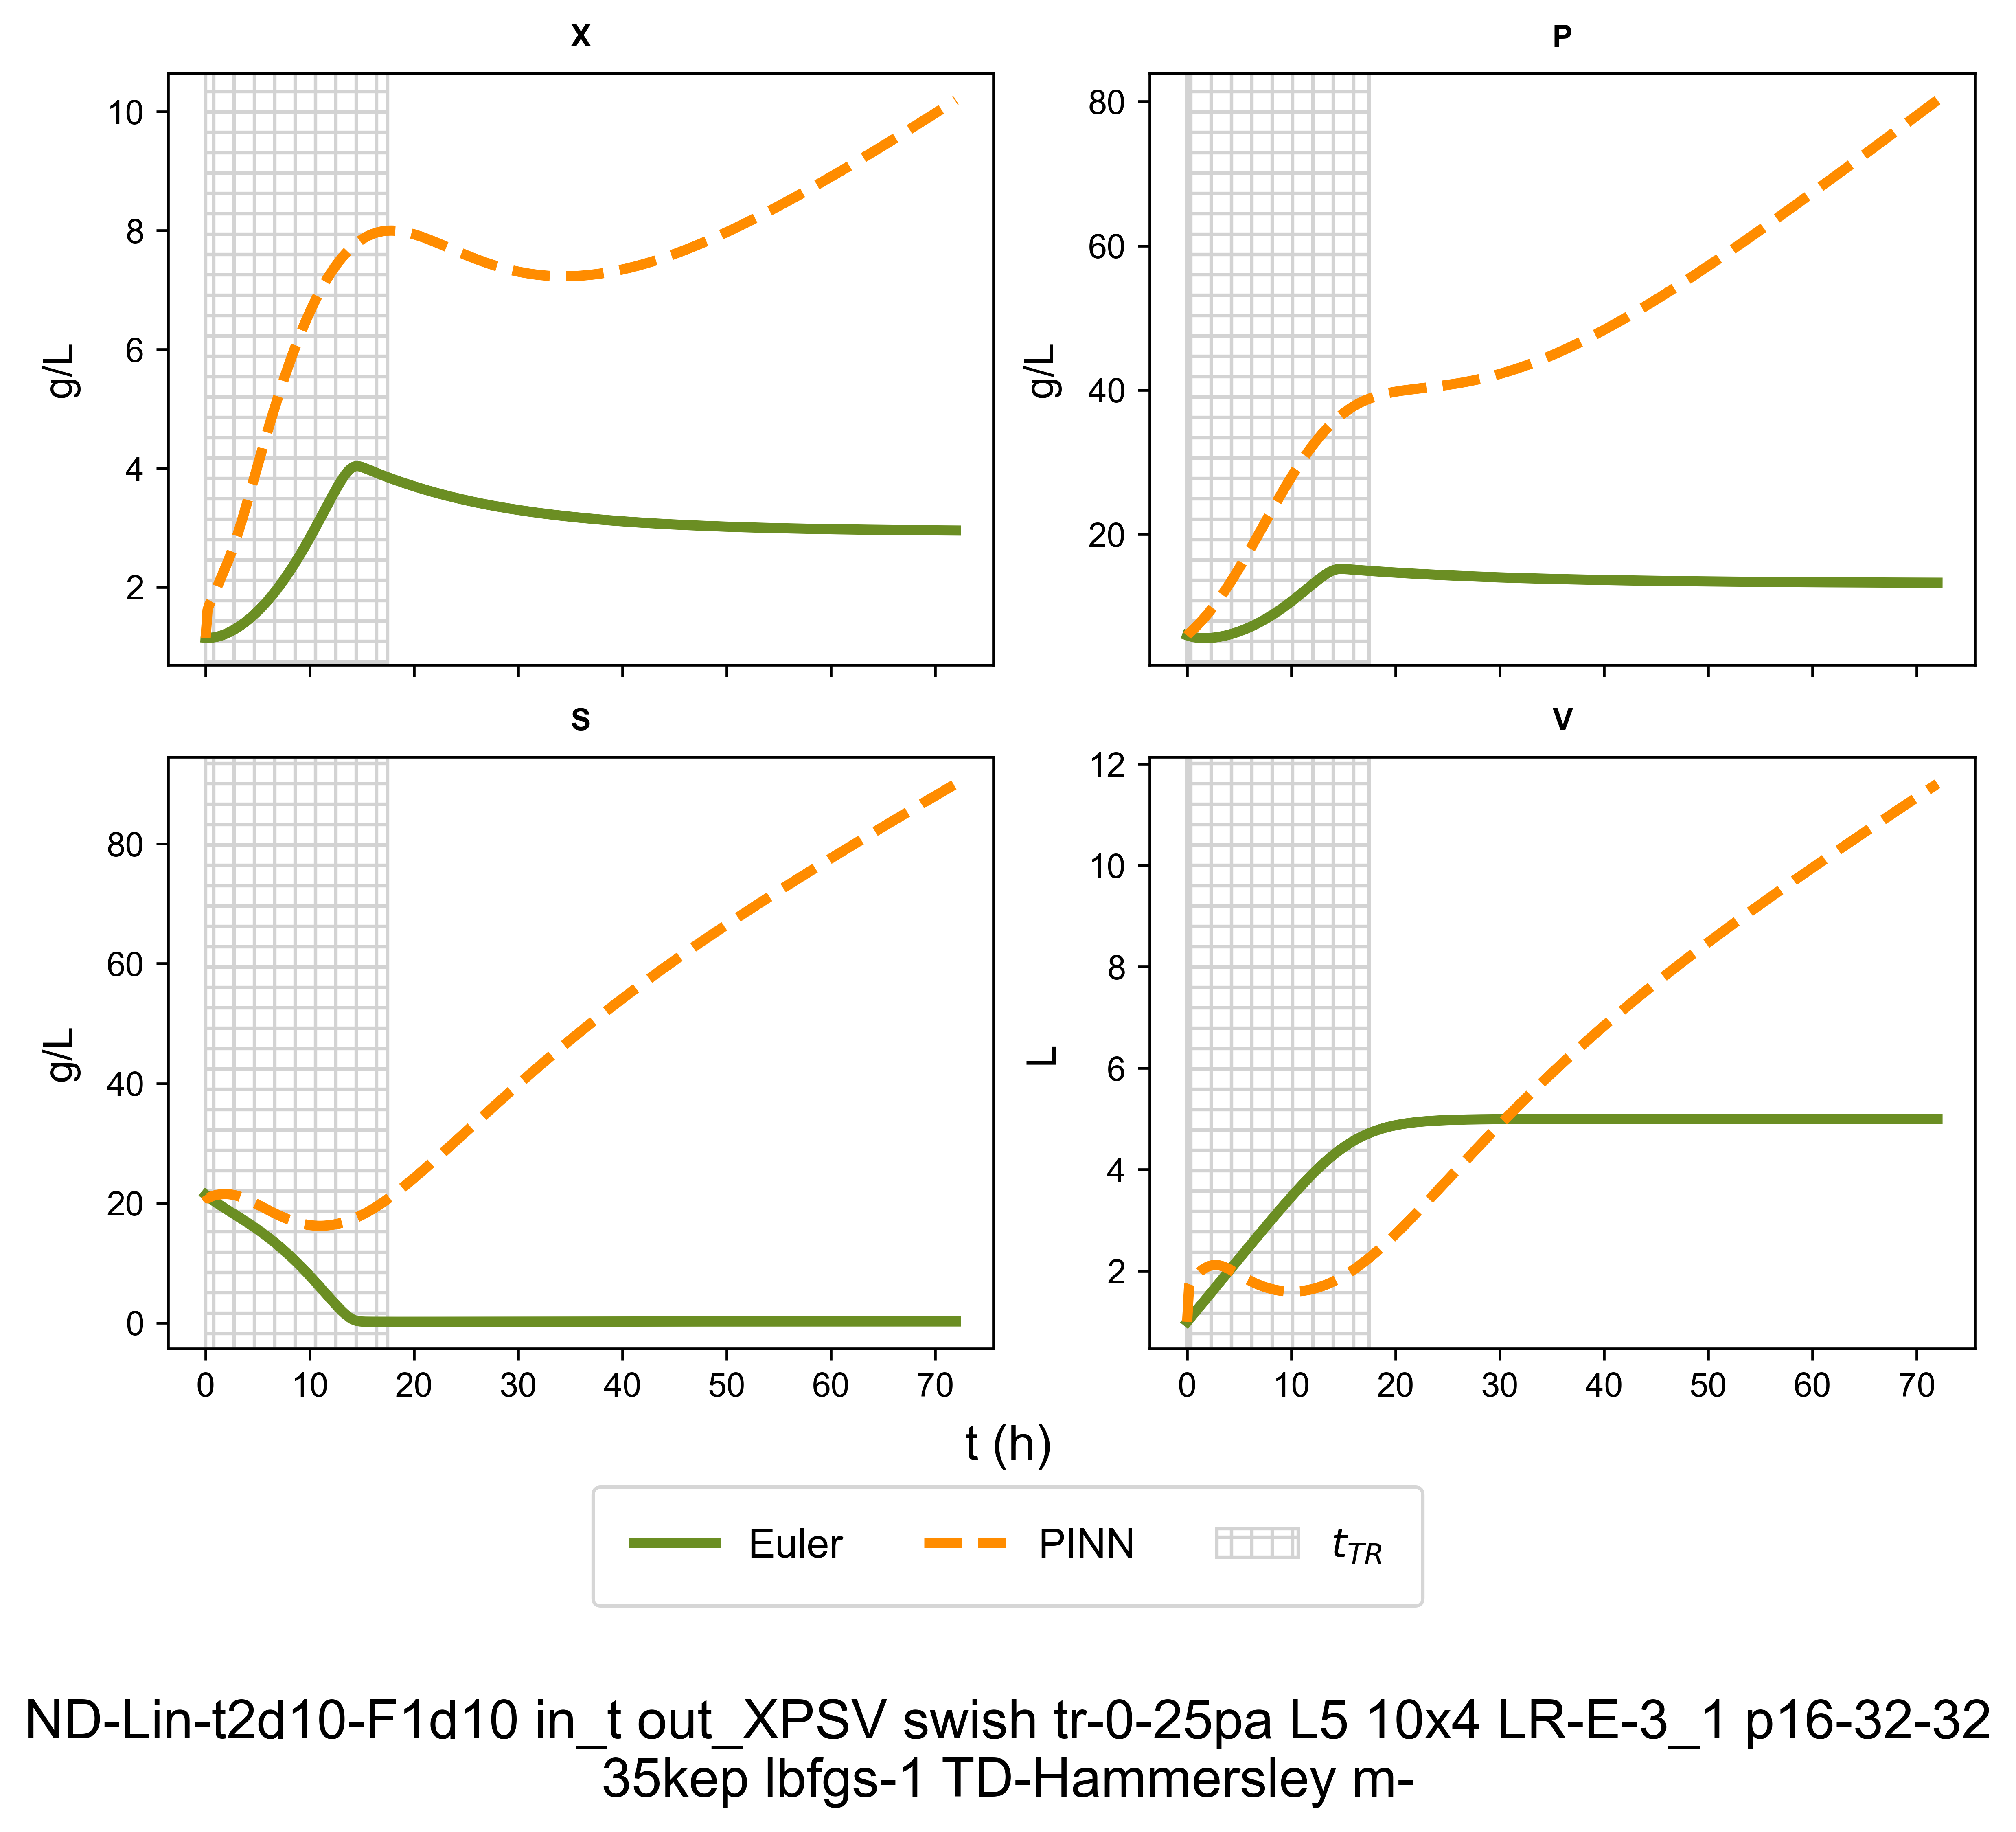 X
P
10
8
6
4
2
g/L
80
60
40
20
g/L
S
V
80
60
40
20
0
g/L
12
10
8
6
4
2
L
0 10 20 30 40 50 60 70
0 10 20 30 40 50 60 70
t (h)
Euler PINN t_TR
ND-Lin-t2d10-F1d10 in_t out_XPSV swish tr-0-25pa L5 10x4 LR-E-3_1 p16-32-32
35kep lbfgs-1 TD-Hammersley m-